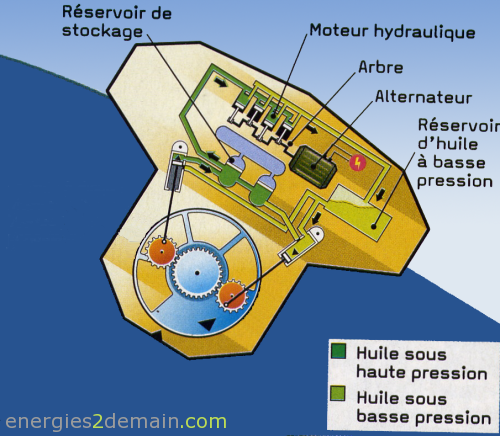 Réservoir de
stockage
Moteur hydraulique
Arbre
Alternateur
Réservoir
d'huile
à basse
pression
Huile sous
haute pression
Huile sous
basse pression
energies2demain.com